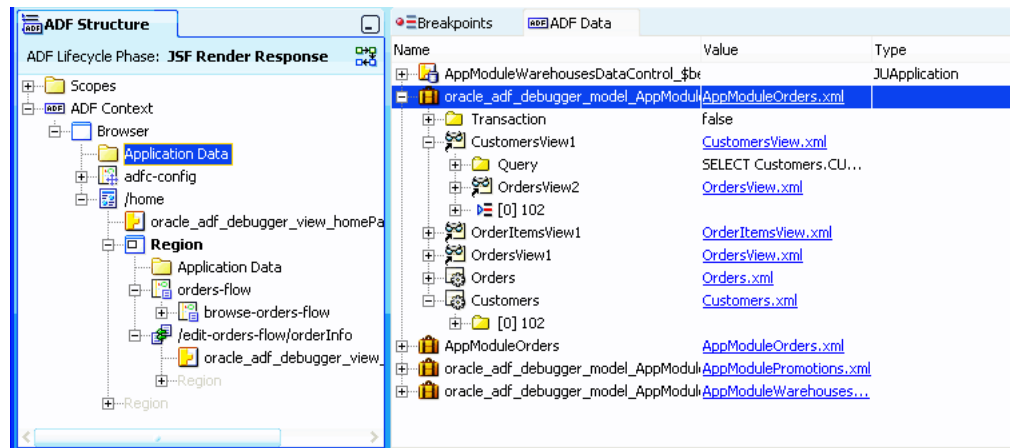 ADF Structure
ADF Lifecycle Phase: JSF Render Response
Scopes
ADF ADF Context
Browser
Application Data
adfc-config
/home
oracle_adf_debugger_view_homePa
Region
Application Data
orders-flow
browse-orders-flow
/edit-orders-flow/orderInfo
oracle_adf_debugger_view_
Region
Region
Breakpoints ADF ADF Data
Name Value Type
AppModuleWarehousesDataControl_$be JUApplication
oracle_adf_debugger_model_AppModul AppModuleOrders.xml
Transaction false
CustomersView1 CustomersView.xml
Query SELECT Customers.CU...
OrdersView2 OrdersView.xml
[0] 102
OrderItemsView1 OrderItemsView.xml
OrdersView1 OrdersView.xml
Orders Orders.xml
Customers Customers.xml
[0] 102
AppModuleOrders AppModuleOrders.xml
oracle_adf_debugger_model_AppModul AppModulePromotions.xml
oracle_adf_debugger_model_AppModul AppModuleWarehouses...